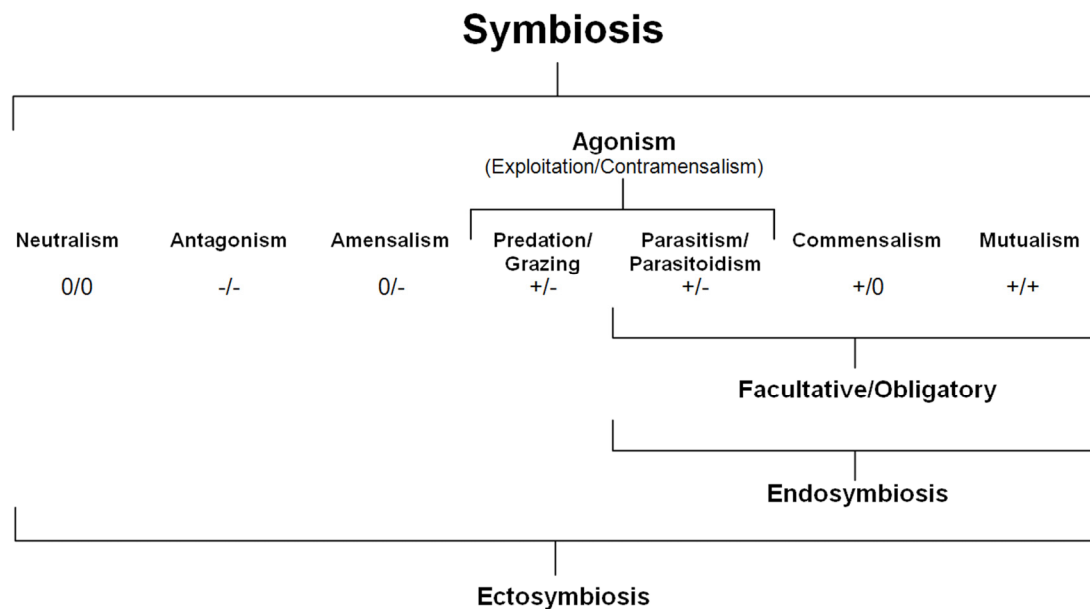 Symbiosis
Agonism
(Exploitation/Contramensalism)
Neutralism
Antagonism
Amensalism
Predation/
Grazing
Parasitism/
Parasitoidism
Commensalism
Mutualism
0/0
-/-
0/-
+/-
+/-
+/0
+/+
Facultative/Obligatory
Endosymbiosis
Ectosymbiosis